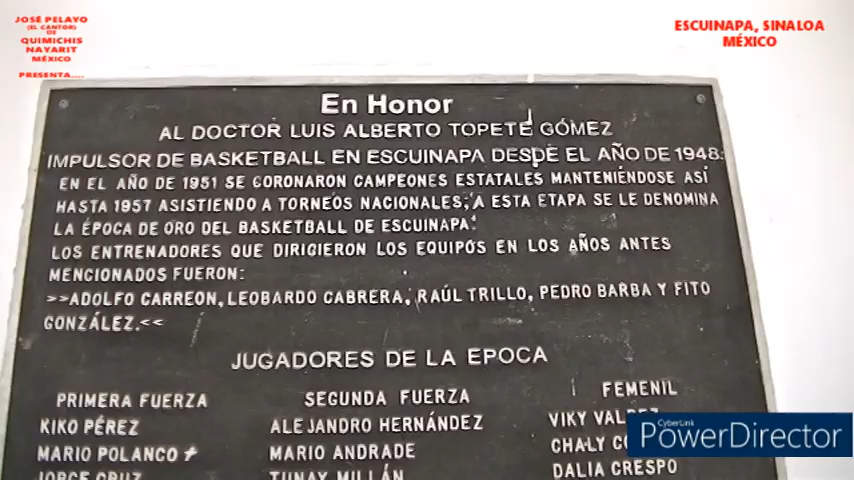 JOSÉ PELAYO
(EL CANTOR)
DE
QUIMICHIS
NAYARIT
MÉXICO
PRESENTA....
ESCUINAPA, SINALOA
MÉXICO
En Honor
AL DOCTOR LUIS ALBERTO TOPETE GÓMEZ
IMPULSOR DE BASKETBALL EN ESCUINAPA DESDE EL AÑO DE 1948.
EN EL AÑO DE 1951 SE CORONARON CAMPEONES ESTATALES MANTENIÉNDOSE ASÍ
HASTA 1957 ASISTIENDO A TORNEOS NACIONALES; A ESTA ETAPA SE LE DENOMINA
LA ÉPOCA DE ORO DEL BASKETBALL DE ESCUINAPA.
LOS ENTRENADORES QUE DIRIGIERON LOS EQUIPOS EN LOS AÑOS ANTES
MENCIONADOS FUERON:
>>ADOLFO CARREON, LEOBARDO CABRERA, RAÚL TRILLO, PEDRO BARBA Y FITO
GONZÁLEZ.<<
JUGADORES DE LA EPOCA
PRIMERA FUERZA SEGUNDA FUERZA FEMENIL
KIKO PÉREZ ALEJANDRO HERNÁNDEZ VIKY
MARIO POLANCO + MARIO ANDRADE CHALY
JORGE CRUZ TUNAY MILLÁN DALIA CRESPO
CyberLink
PowerDirector